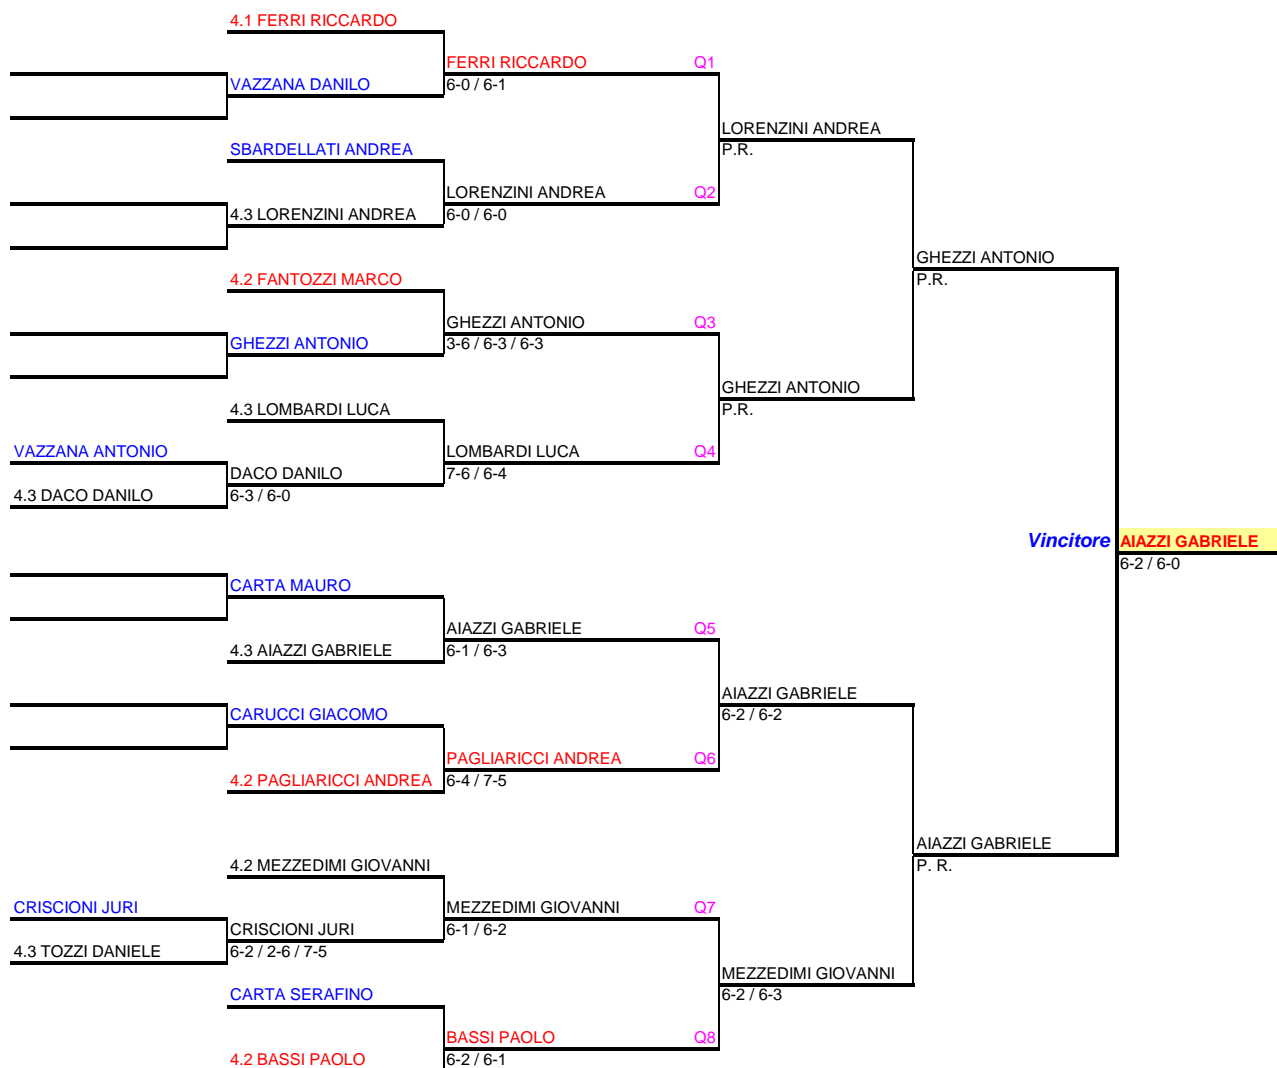 4.1 FERRI RICCARDO
FERRI RICCARDO Q1
VAZZANA DANILO 6-0 / 6-1
LORENZINI ANDREA
SBARDELLATI ANDREA P.R.
LORENZINI ANDREA Q2
4.3 LORENZINI ANDREA 6-0 / 6-0
GHEZZI ANTONIO
4.2 FANTOZZI MARCO P.R.
GHEZZI ANTONIO Q3
GHEZZI ANTONIO 3-6 / 6-3 / 6-3
GHEZZI ANTONIO
4.3 LOMBARDI LUCA P.R.
VAZZANA ANTONIO LOMBARDI LUCA Q4
DACO DANILO 7-6 / 6-4
4.3 DACO DANILO 6-3 / 6-0
Vincitore AIAZZI GABRIELE
6-2 / 6-0
CARTA MAURO
AIAZZI GABRIELE Q5
4.3 AIAZZI GABRIELE 6-1 / 6-3
AIAZZI GABRIELE
CARUCCI GIACOMO 6-2 / 6-2
PAGLIARICCI ANDREA Q6
4.2 PAGLIARICCI ANDREA 6-4 / 7-5
AIAZZI GABRIELE
4.2 MEZZEDIMI GIOVANNI P. R.
CRISCIONI JURI MEZZEDIMI GIOVANNI Q7
CRISCIONI JURI 6-1 / 6-2
4.3 TOZZI DANIELE 6-2 / 2-6 / 7-5
MEZZEDIMI GIOVANNI
CARTA SERAFINO 6-2 / 6-3
BASSI PAOLO Q8
4.2 BASSI PAOLO 6-2 / 6-1